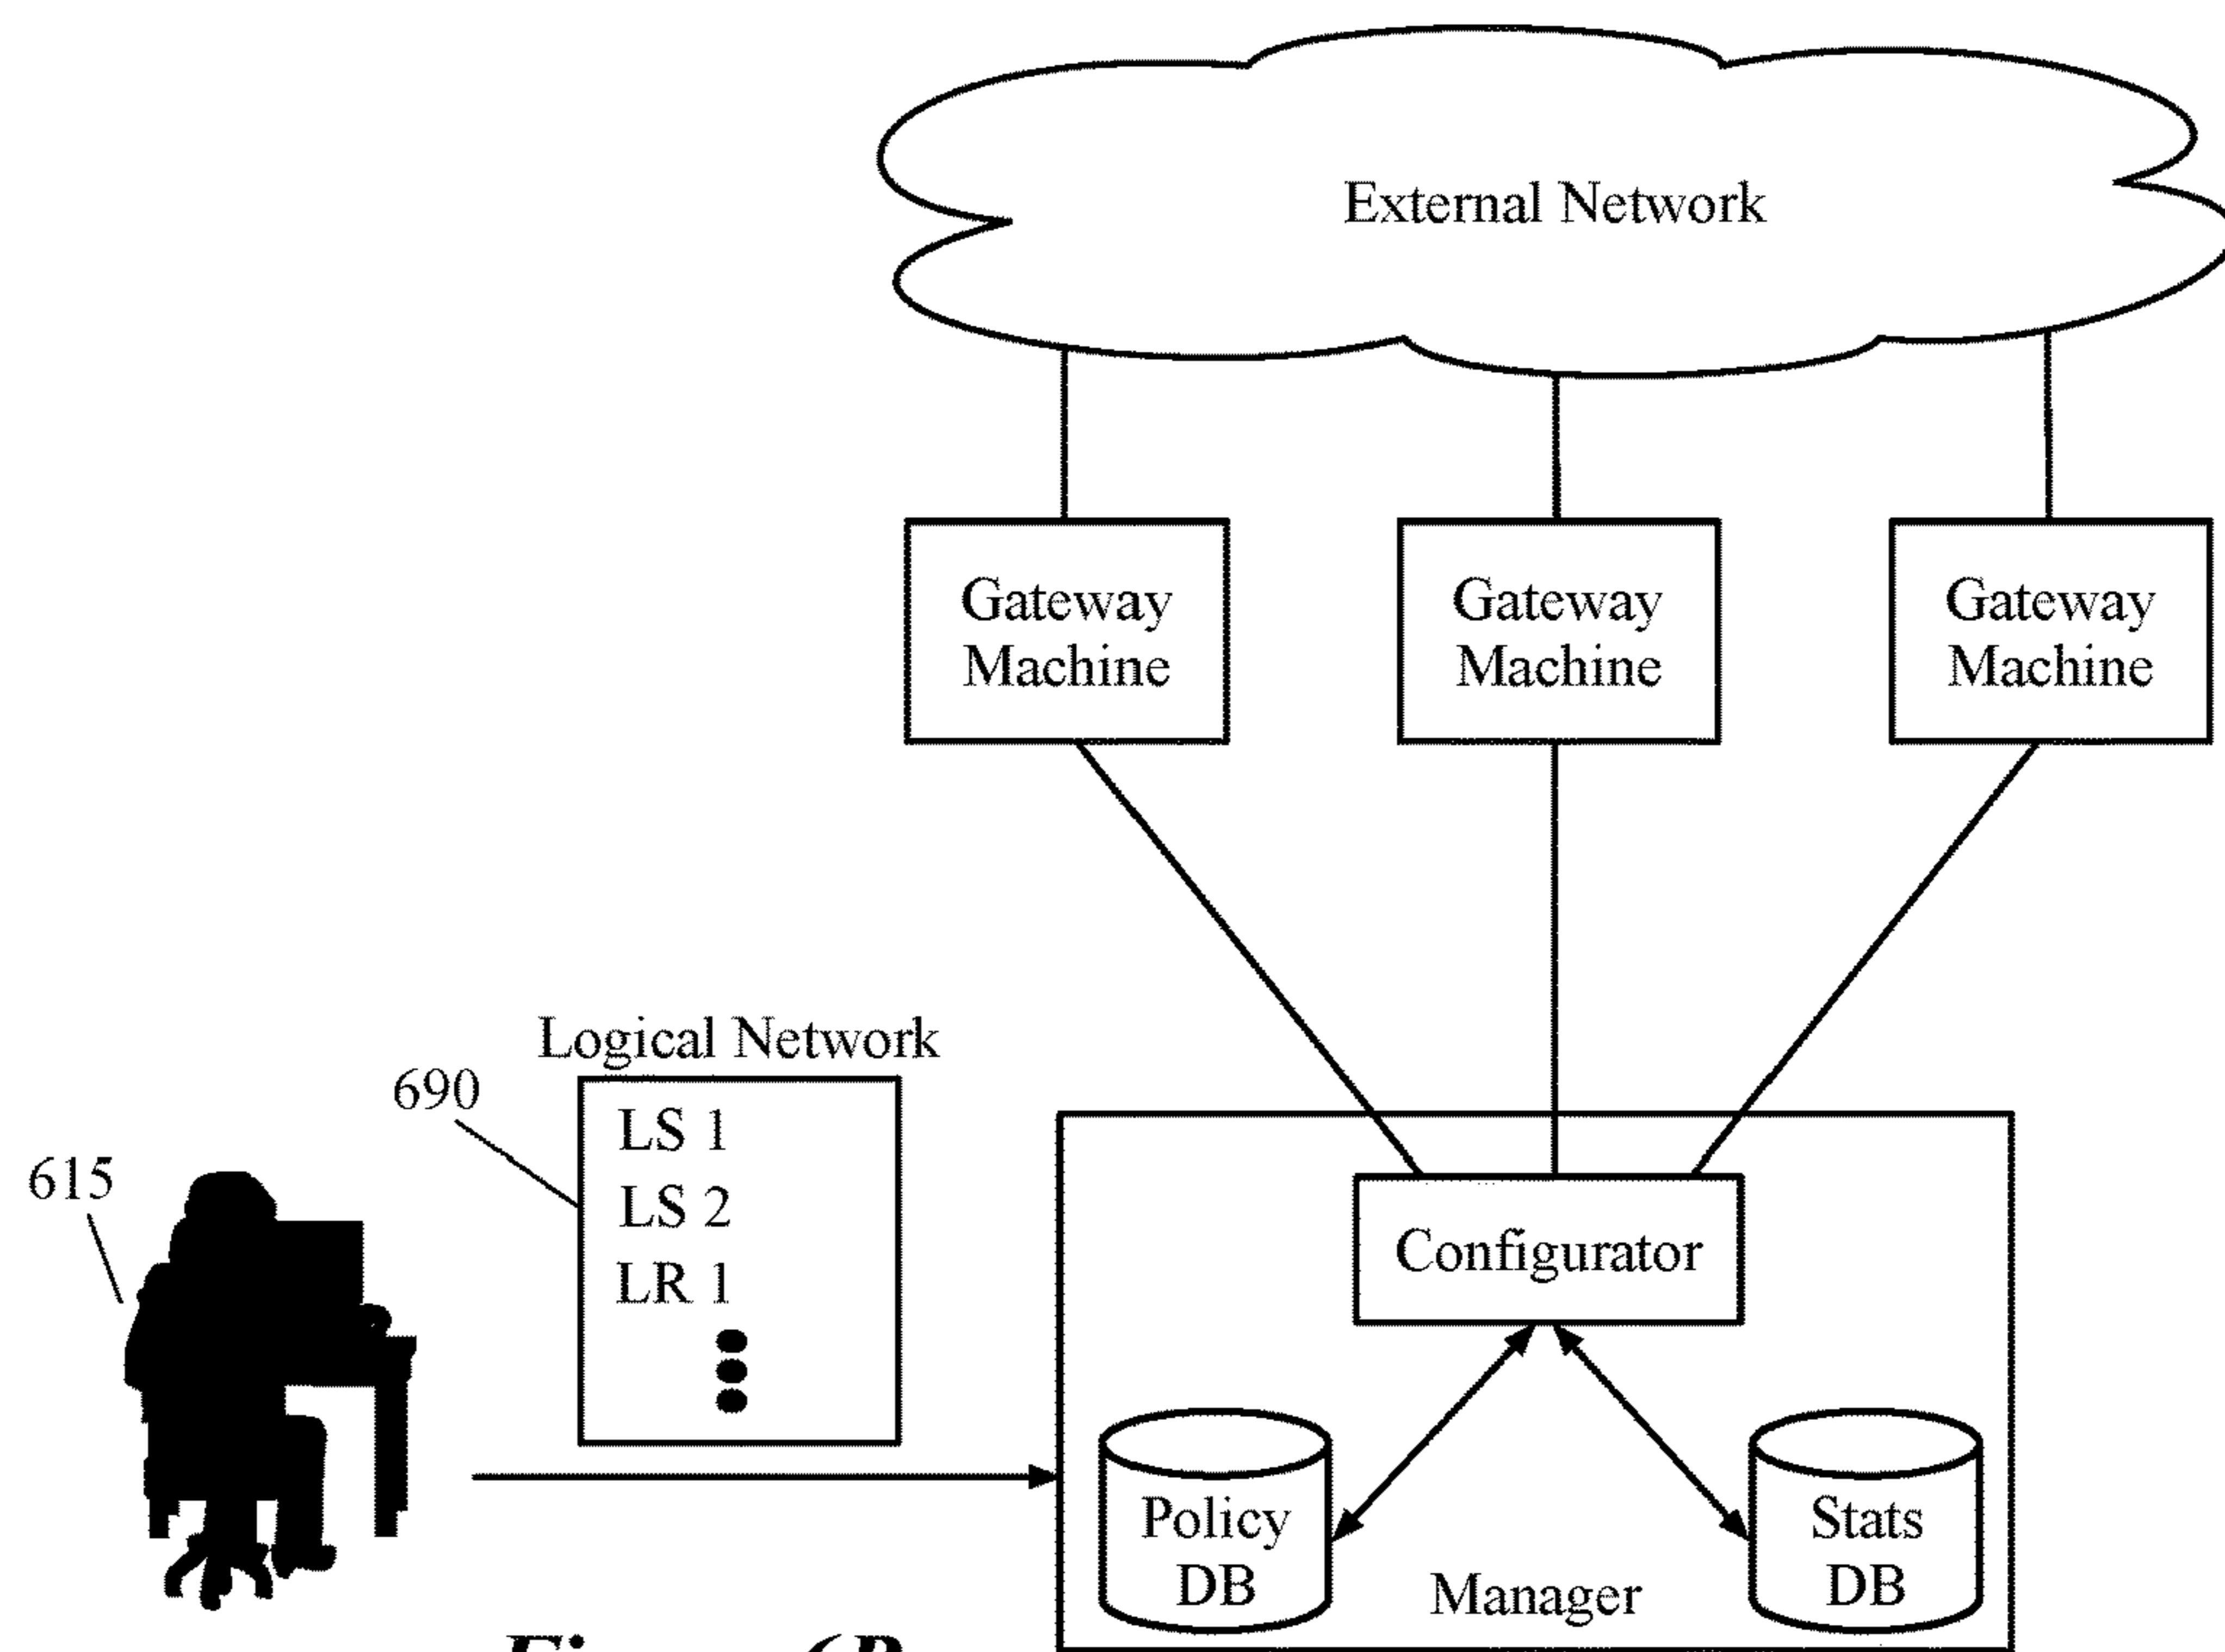 External Network
Gateway
Machine
Gateway
Machine
Gateway
Machine
Logical Network
690
LS 1
LS 2
LR 1
615
Configurator
Policy
DB
Stats
DB
Manager